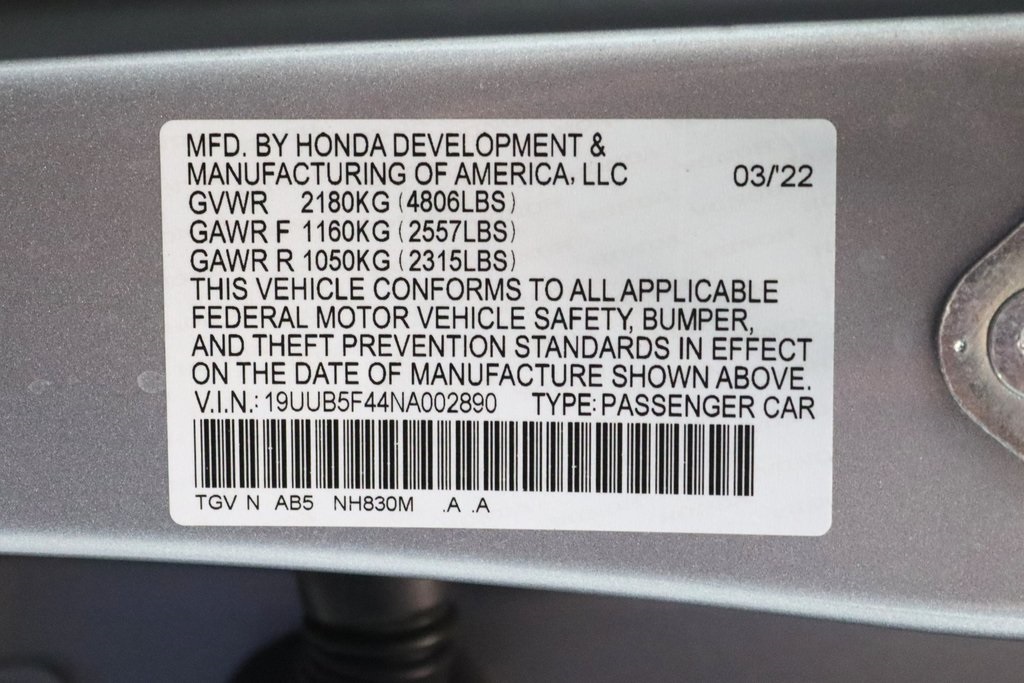 MFD. BY HONDA DEVELOPMENT &
MANUFACTURING OF AMERICA, LLC 03/'22
GVWR 2180KG (4806LBS)
GAWR F 1160KG (2557LBS)
GAWR R 1050KG (2315LBS)
THIS VEHICLE CONFORMS TO ALL APPLICABLE
FEDERAL MOTOR VEHICLE SAFETY, BUMPER,
AND THEFT PREVENTION STANDARDS IN EFFECT
ON THE DATE OF MANUFACTURE SHOWN ABOVE.
V.I.N.: 19UUB5F44NA002890 TYPE: PASSENGER CAR
TGV N AB5 NH830M .A .A